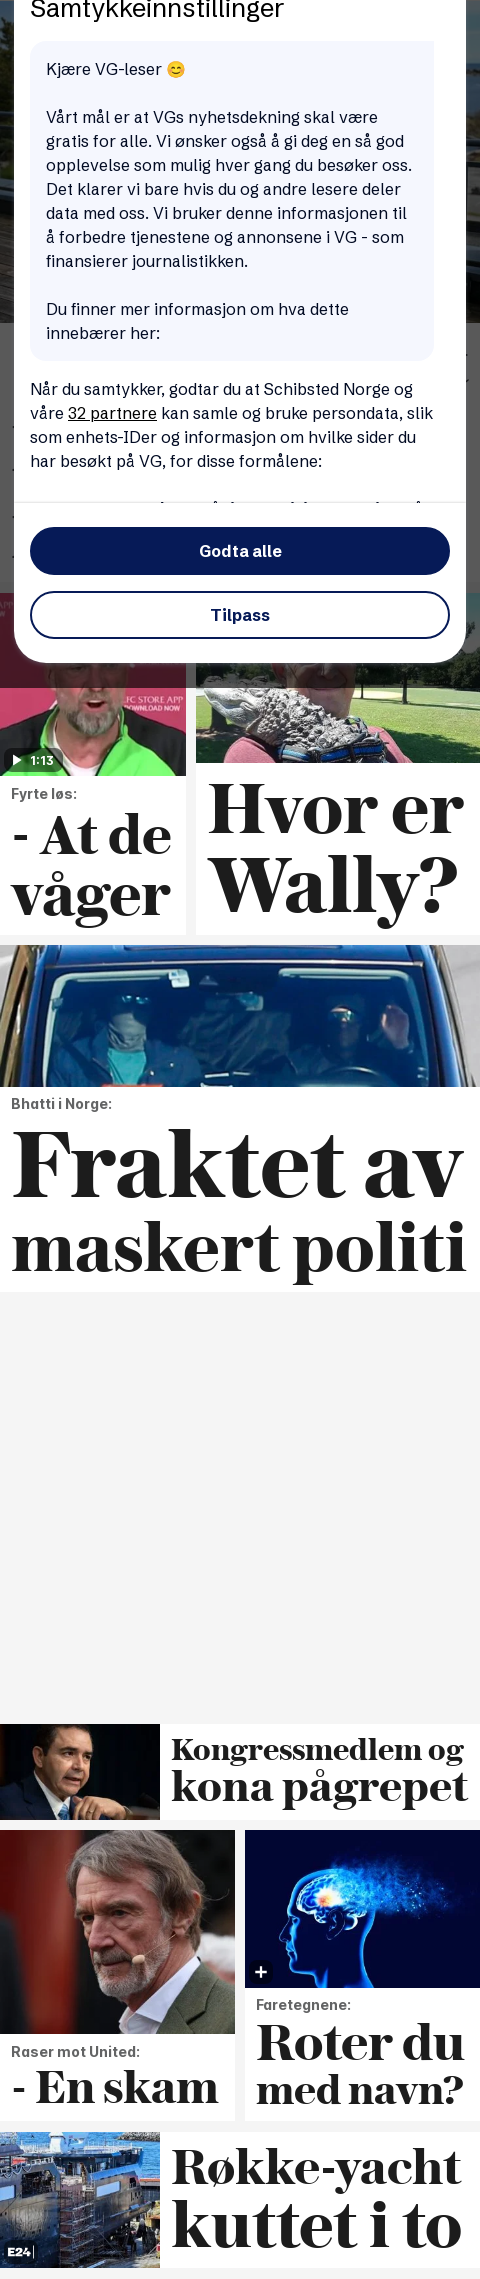 Samtykkeinnstillinger
Kjære VG-leser 😊
Vårt mål er at VGs nyhetsdekning skal være
gratis for alle. Vi ønsker også å gi deg en så god
opplevelse som mulig hver gang du besøker oss.
Det klarer vi bare hvis du og andre lesere deler
data med oss. Vi bruker denne informasjonen til
å forbedre tjenestene og annonsene i VG - som
finansierer journalistikken.
Du finner mer informasjon om hva dette
innebærer her:
Når du samtykker, godtar du at Schibsted Norge og
våre 32 partnere kan samle og bruke persondata, slik
som enhets-IDer og informasjon om hvilke sider du
har besøkt på VG, for disse formålene:
Godta alle
Tilpass
FC STORE APP
DOWNLOAD NOW
1:13
Fyrte løs:
- At de
våger
Hvor er
Wally?
Bhatti i Norge:
Fraktet av
maskert politi
Kongressmedlem og
kona pågrepet
Raser mot United:
- En skam
Faretegnene:
Roter du
med navn?
E24
Røkke-yacht
kuttet i to